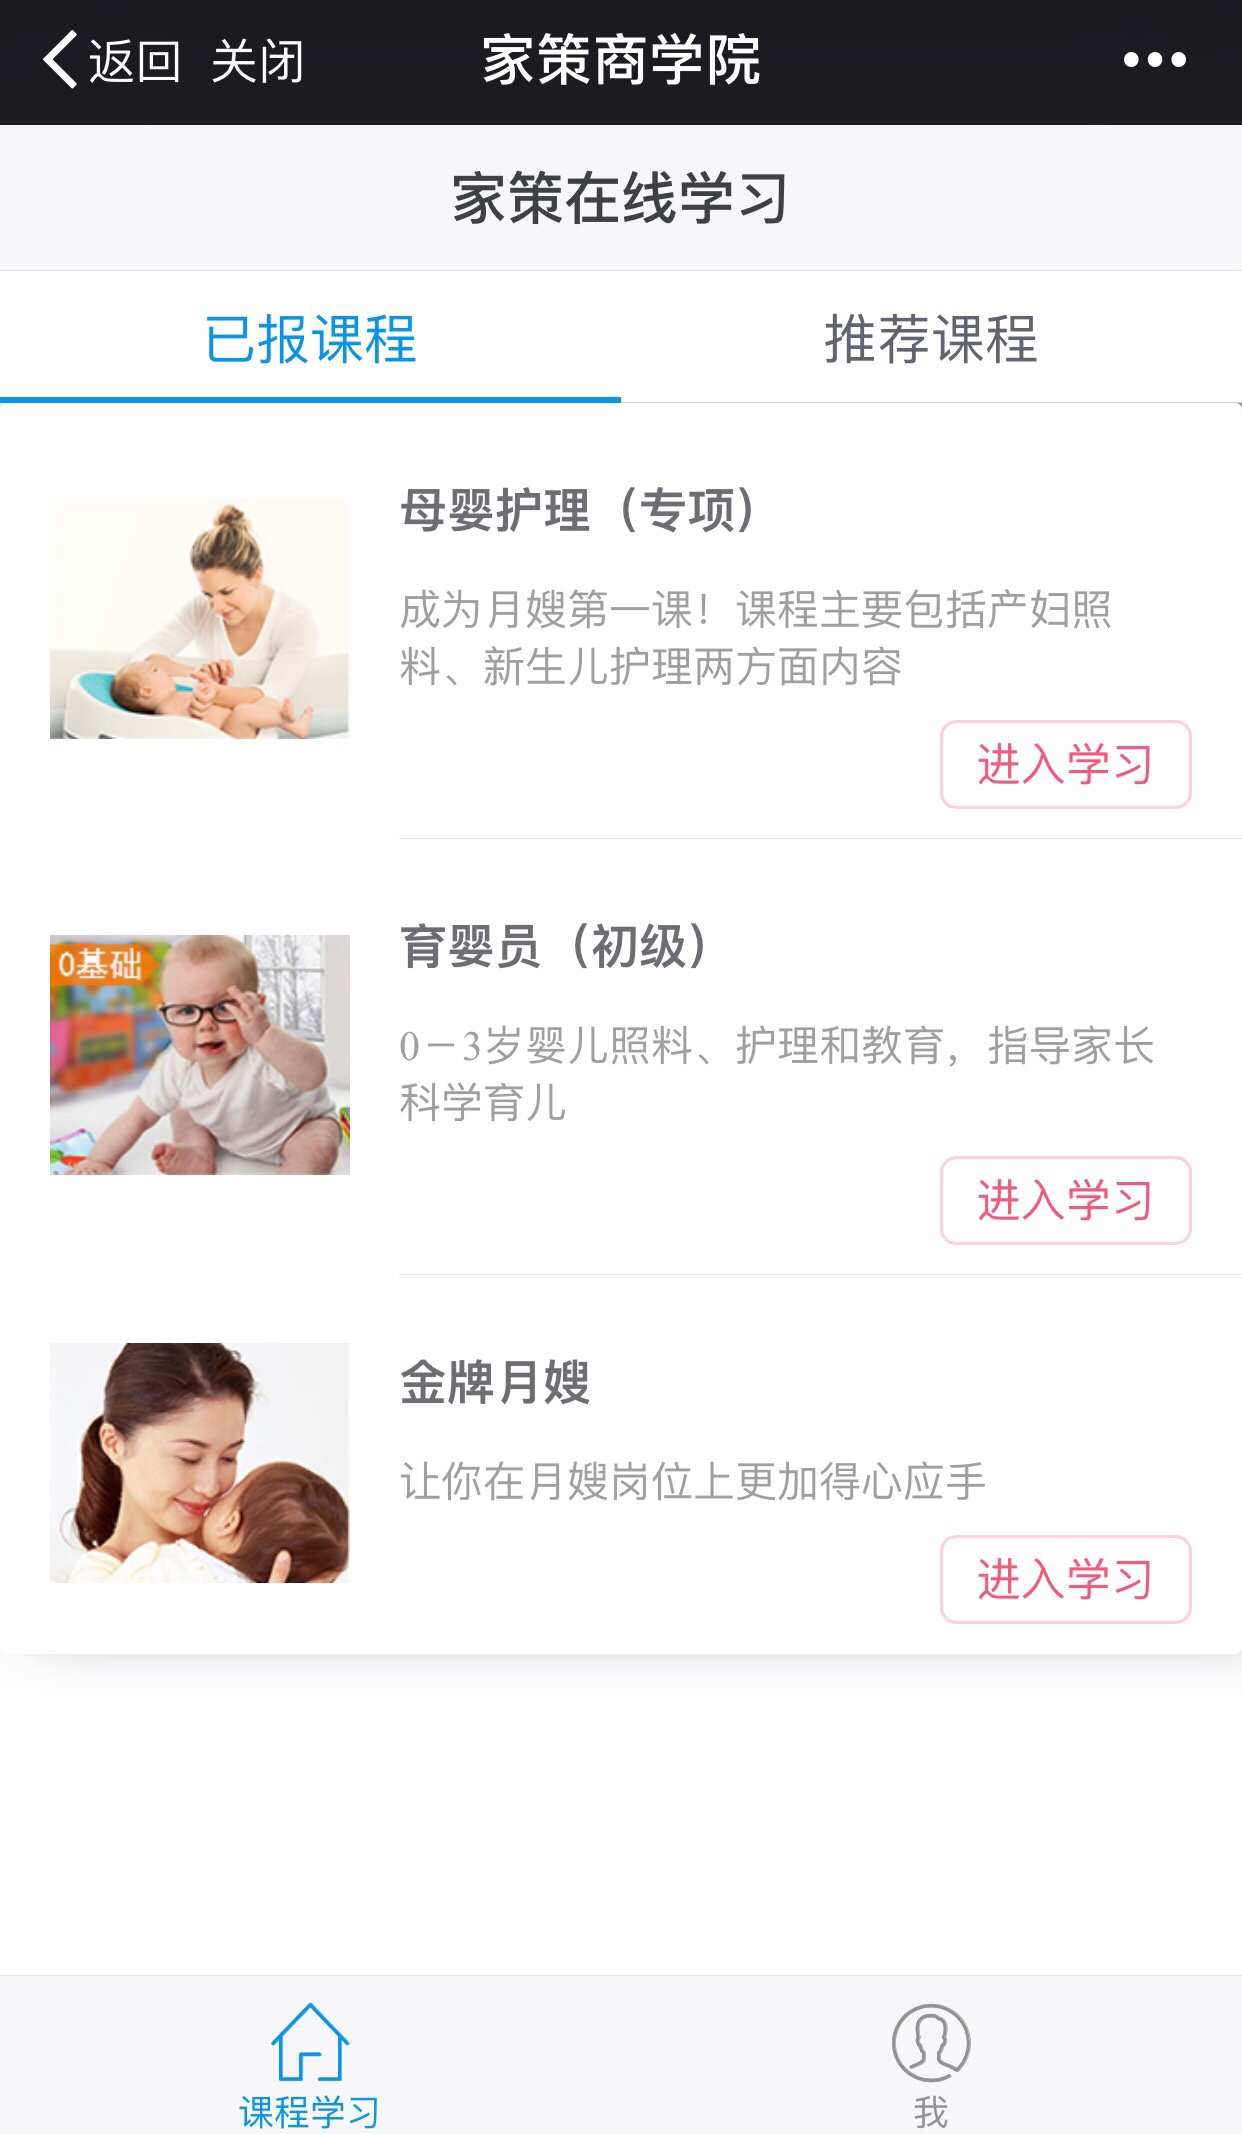 返回 关闭 家策商学院
家策在线学习
已报课程 推荐课程
母婴护理（专项）
成为月嫂第一课！课程主要包括产妇照
料、新生儿护理两方面内容
进入学习
0基础
育婴员（初级）
0－3岁婴儿照料、护理和教育，指导家长
科学育儿
进入学习
金牌月嫂
让你在月嫂岗位上更加得心应手
进入学习
课程学习 我